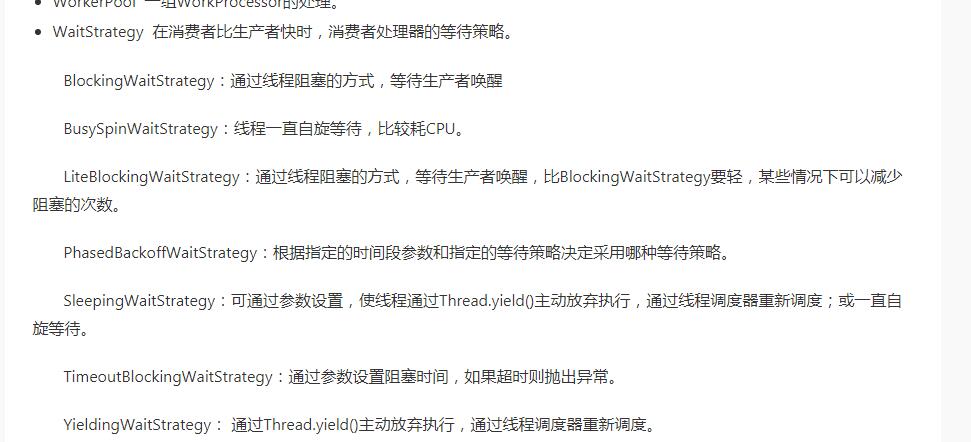 WorkerPool 一组WorkProcessor的处理。
WaitStrategy 在消费者比生产者快时，消费者处理器的等待策略。
BlockingWaitStrategy：通过线程阻塞的方式，等待生产者唤醒
BusySpinWaitStrategy：线程一直自旋等待，比较耗CPU。
LiteBlockingWaitStrategy：通过线程阻塞的方式，等待生产者唤醒，比BlockingWaitStrategy要轻，某些情况下可以减少
阻塞的次数。
PhasedBackoffWaitStrategy：根据指定的时间段参数和指定的等待策略决定采用哪种等待策略。
SleepingWaitStrategy：可通过参数设置，使线程通过Thread.yield()主动放弃执行，通过线程调度器重新调度；或一直自
旋等待。
TimeoutBlockingWaitStrategy：通过参数设置阻塞时间，如果超时则抛出异常。
YieldingWaitStrategy： 通过Thread.yield()主动放弃执行，通过线程调度器重新调度。